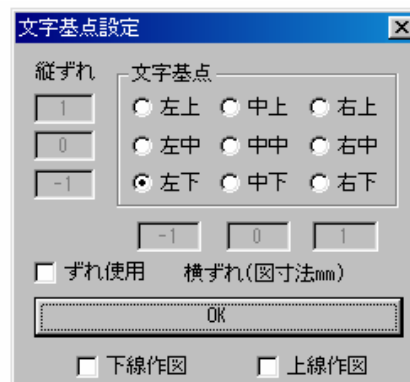 文字基点設定
縦ずれ 文字基点
1 左上 中上 右上
0 左中 中中 右中
-1 左下 中下 右下
-1 0 1
ずれ使用 横ずれ(図寸法mm)
OK
下線作図 上線作図